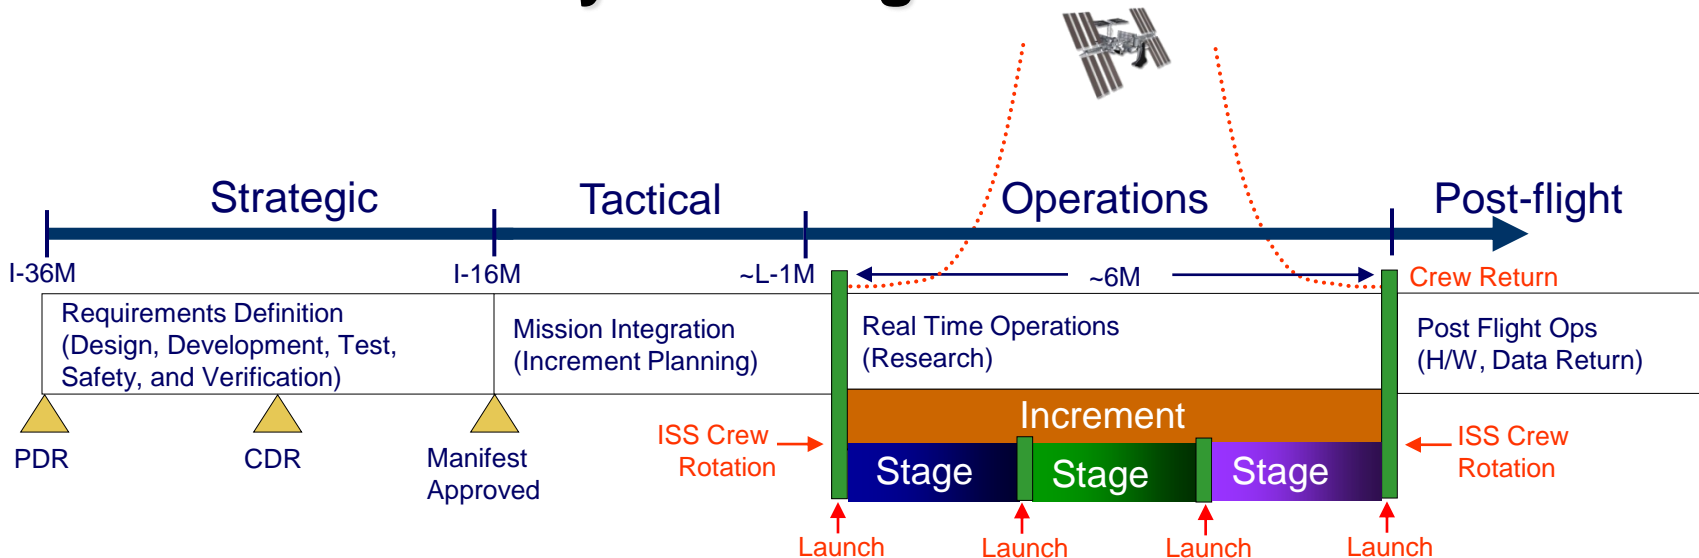 Strategic
Tactical
Operations
Post-flight
I-36M
I-16M
~L-1M
~6M
Crew Return
Requirements Definition
(Design, Development, Test,
Safety, and Verification)
Mission Integration
(Increment Planning)
Real Time Operations
(Research)
Post Flight Ops
(H/W, Data Return)
Increment
PDR
CDR
Manifest
Approved
ISS Crew
Rotation
Stage
Stage
Stage
ISS Crew
Rotation
Launch
Launch
Launch
Launch